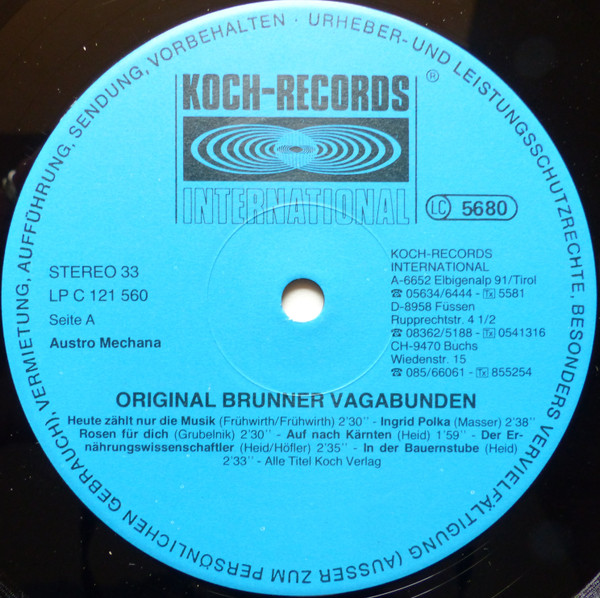 SENDUNG, VORBEHALTEN · URHEBER- UND LEISTUNGSSCHUTZRECHTE, BESONDERS VERVIELFÄLTIGUNG (AUSSER ZUM PERSÖNLICHEN GEBRAUCH), VERMIETUNG, AUFFÜHRUNG,
KOCH-RECORDS
®
INTERNATIONAL
LC 5680
STEREO 33
LP C 121 560
Seite A
Austro Mechana
KOCH-RECORDS
INTERNATIONAL
A-6652 Elbigenalp 91/Tirol
☎ 05634/6444 - Tx 5581
D-8958 Füssen
Rupprechtstr. 4 1/2
☎ 08362/5188 - Tx 0541316
CH-9470 Buchs
Wiedenstr. 15
☎ 085/66061 - Tx 855254
ORIGINAL BRUNNER VAGABUNDEN
Heute zählt nur die Musik (Frühwirth/Frühwirth) 2'30" - Ingrid Polka (Masser) 2'38"
Rosen für dich (Grubelnik) 2'30" - Auf nach Kärnten (Heid) 1'59" - Der Er-
nährungswissenschaftler (Heid/Höfler) 2'35" - In der Bauernstube (Heid)
2'33" - Alle Titel Koch Verlag